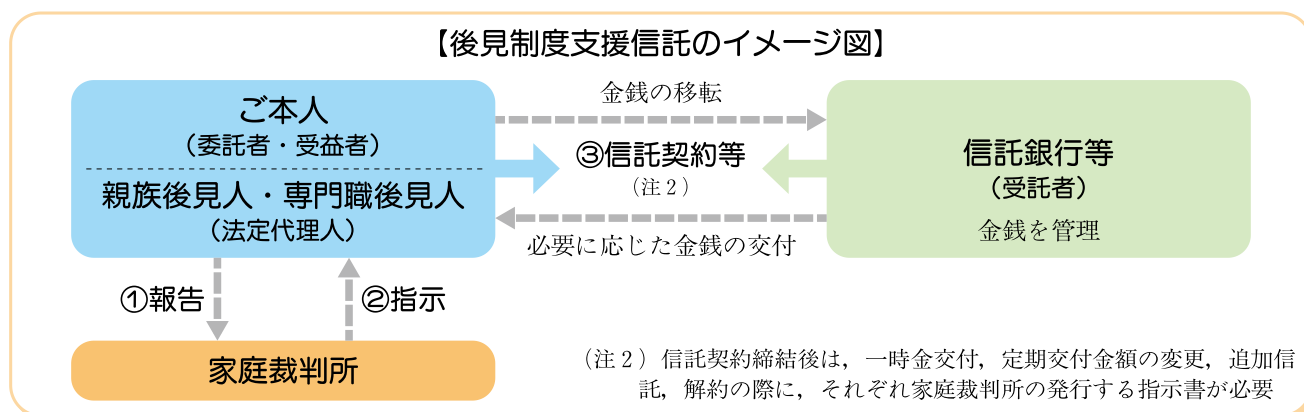 【後見制度支援信託のイメージ図】
ご本人
（委託者・受益者）
親族後見人・専門職後見人
（法定代理人）
金銭の移転
③信託契約等
（注２）
必要に応じた金銭の交付
信託銀行等
（受託者）
金銭を管理
①報告
②指示
家庭裁判所
（注２）信託契約締結後は，一時金交付，定期交付金額の変更，追加信
託，解約の際に，それぞれ家庭裁判所の発行する指示書が必要